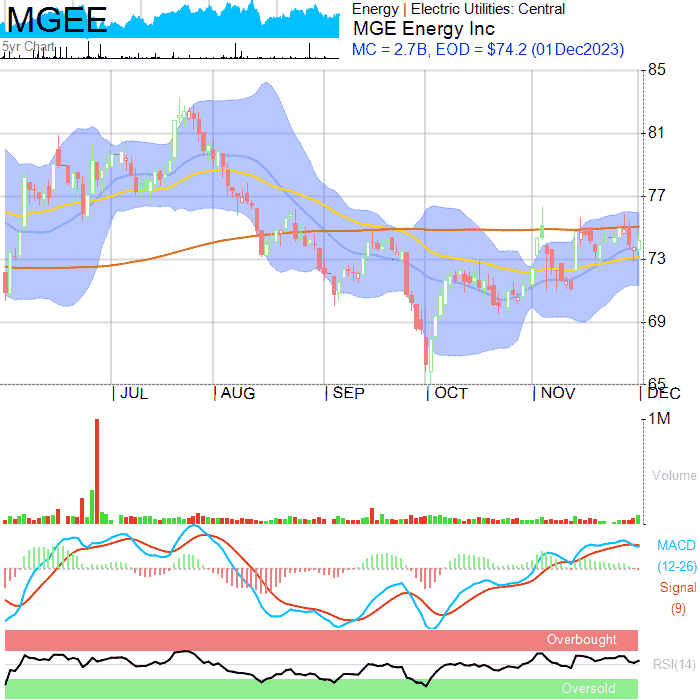 MGEE
5yr Chart
Energy | Electric Utilities: Central
MGE Energy Inc
MC = 2.7B, EOD = $74.2 (01Dec2023)
85
81
77
73
69
65
JUL
AUG
SEP
OCT
NOV
DEC
1M
Volume
MACD
(12-26)
Signal
(9)
Overbought
RSI(14)
Oversold